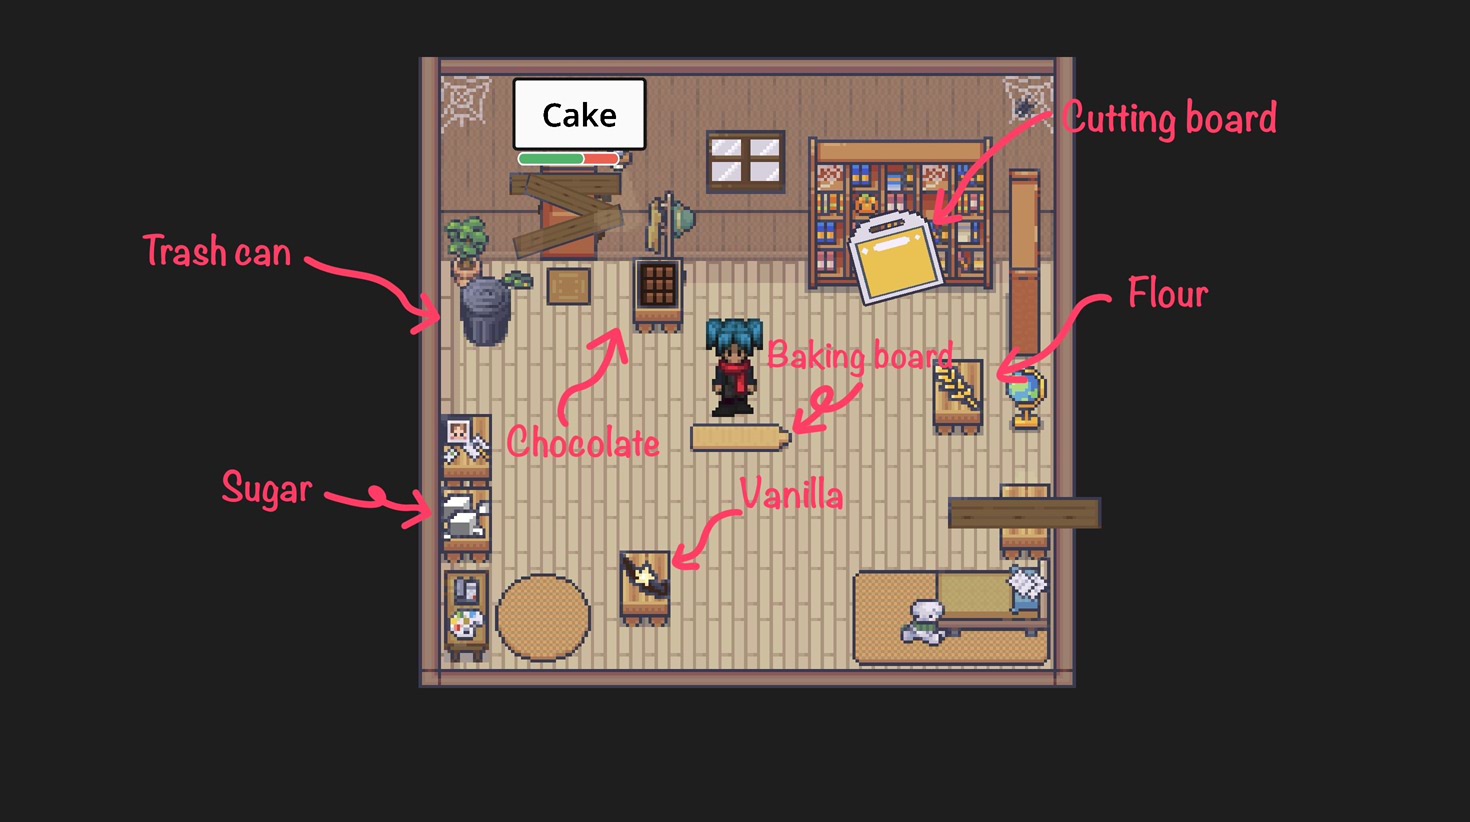 Cake
Cutting board
Trash can
Flour
Baking board
Chocolate
Sugar
Vanilla